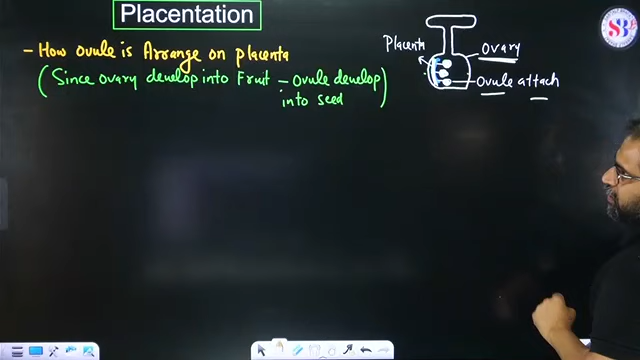 Placentation
- How ovule is Arrange on placenta
(Since ovary develop into Fruit - Ovule develop
into seed)
Placenta
Ovary
Ovule attach
SB